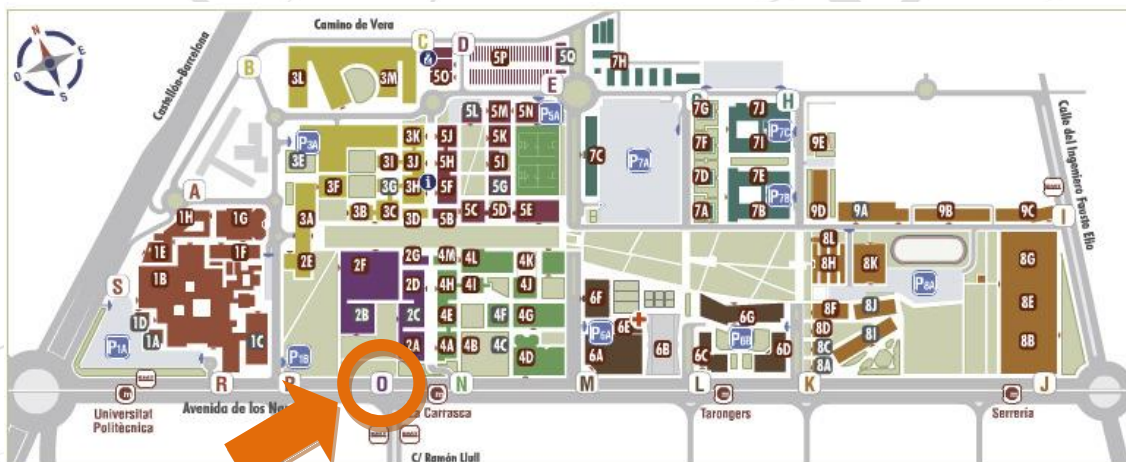 Camino de Vera
Castellón-Barcelona
Calle del Ingeniero Fausto Elio
N
E
S
O
B
C
D
3L
3M
5O
5P
5Q
7H
E
P3A
3E
3K
3I
3J
3G
3H
3F
3B
3C
3D
3A
2E
5L
5M
5N
P5A
5J
5K
5H
5I
5F
5G
5B
5C
5D
5E
i
7C
P7A
7G
7F
7D
7A
7J
7I
7E
7B
H
P7C
P7B
9E
9D
9A
9B
9C
I
A
1H
1G
1E
1F
1B
S
1D
1A
1C
P1A
R
P1B
2F
2G
2D
2B
2C
2A
4M
4L
4K
4H
4I
4J
4E
4F
4G
4A
4B
4C
4D
6F
P6A
6E
6A
6B
6G
6C
P6B
6D
8L
8H
8K
8F
8J
8D
8I
8C
8A
P8A
8G
8E
8B
O
N
M
L
K
J
Universitat
Politècnica
Avenida de los
Carrasca
Tarongers
Serrería
C/ Ramón Llull